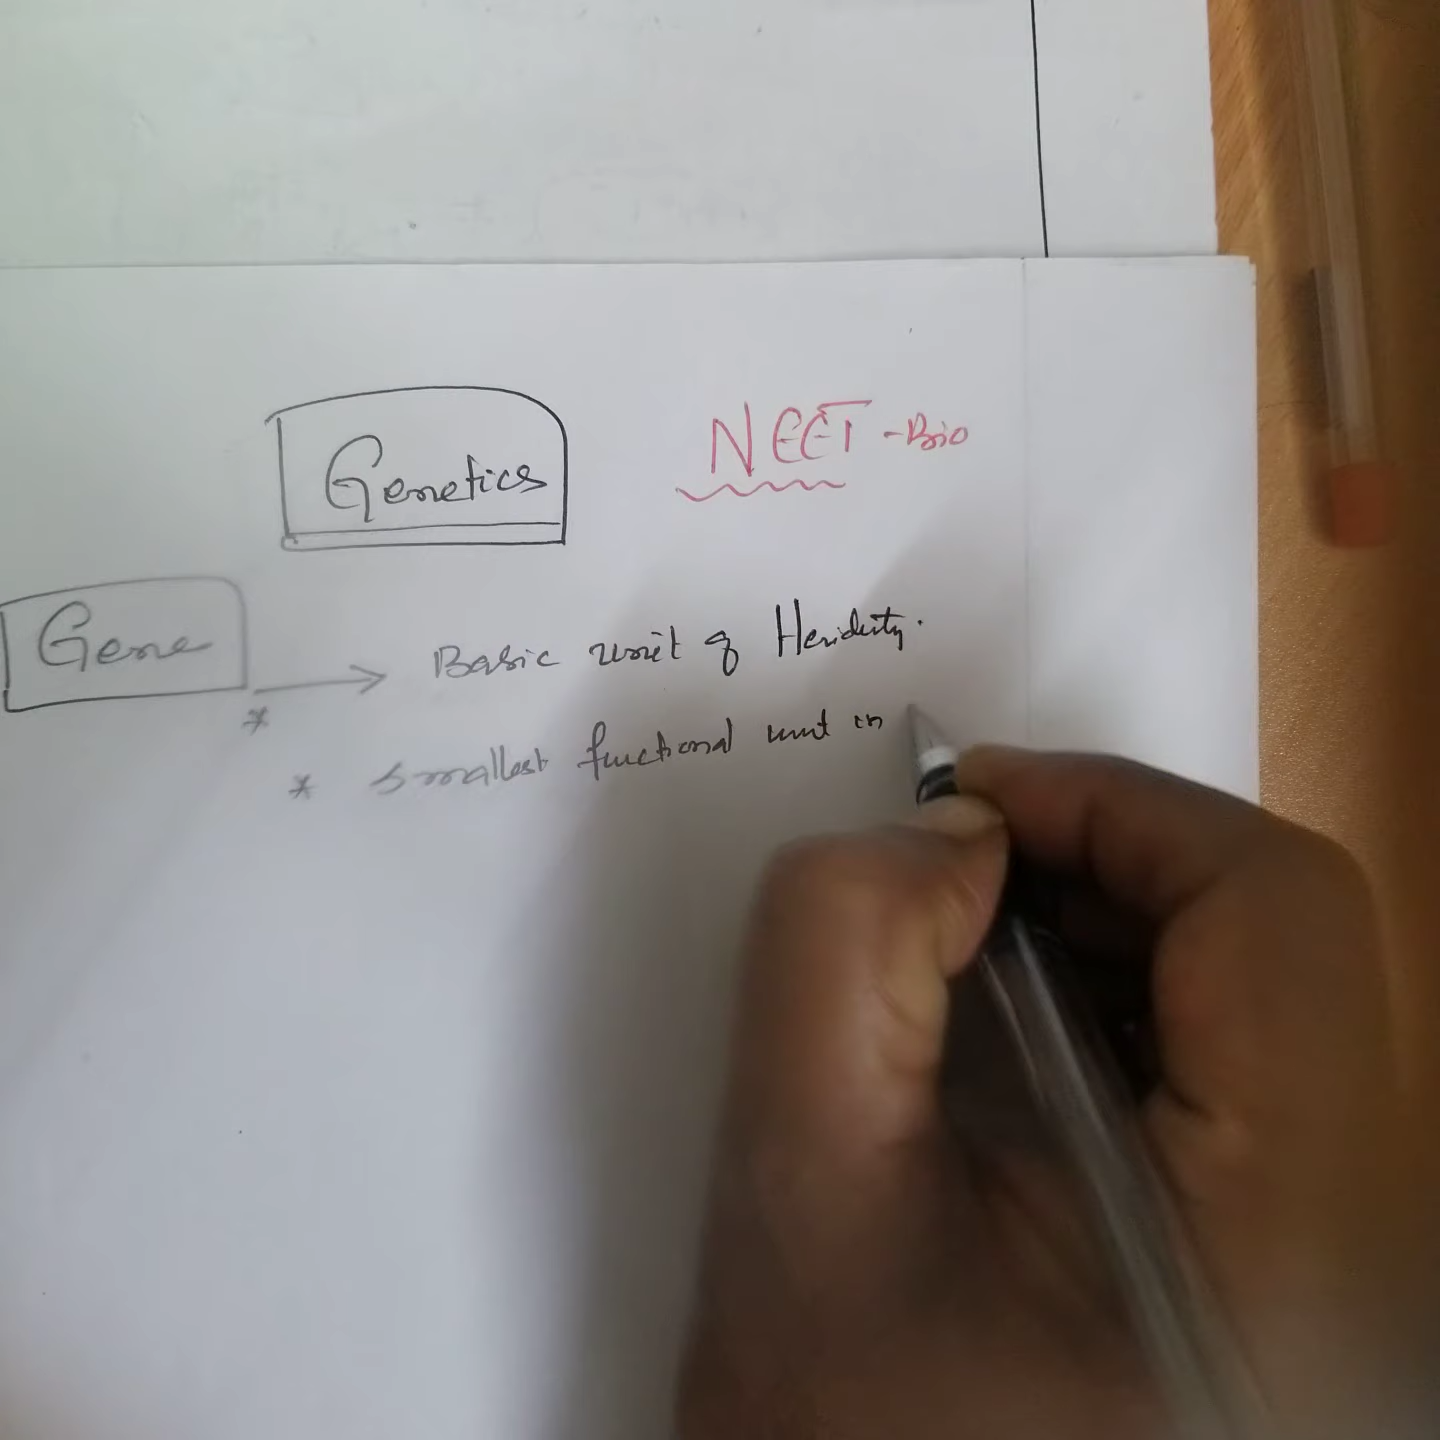 Genetics
NEET - Bio
Gene
* → Basic unit of Heridity.
* Smallest functional unit in